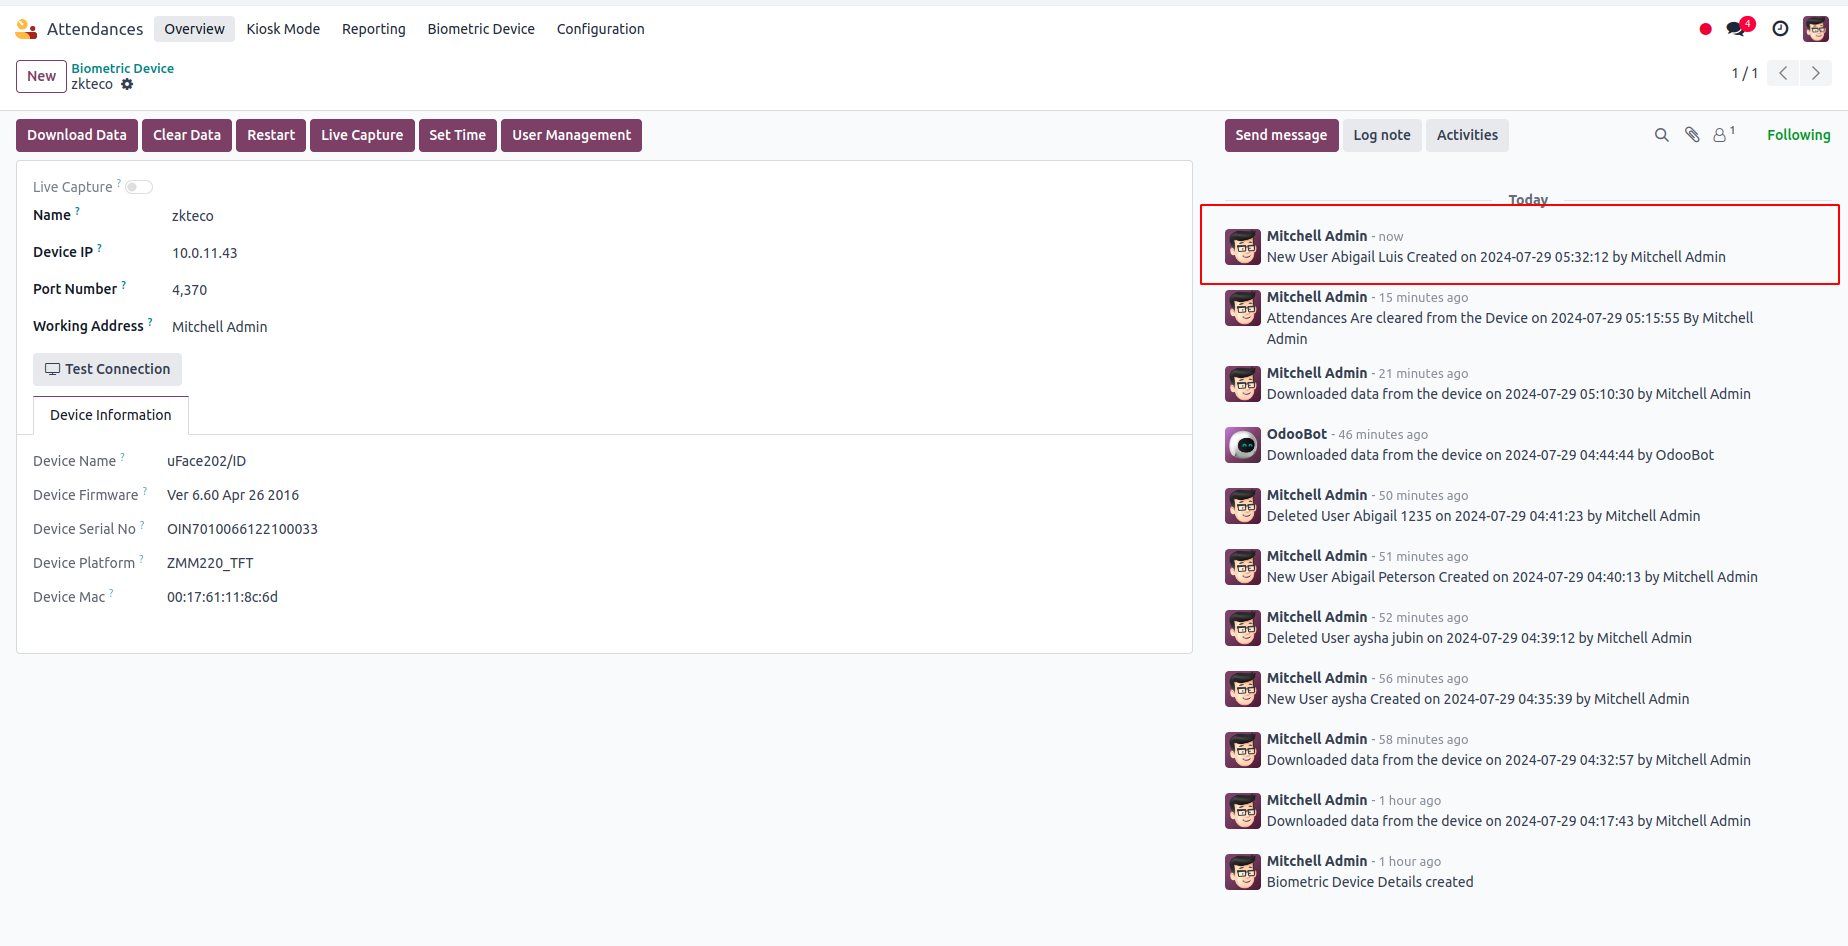 Attendances Overview Kiosk Mode Reporting Biometric Device Configuration 4
New Biometric Device
zkteco
1 / 1
Download Data Clear Data Restart Live Capture Set Time User Management
Send message Log note Activities 1 Following
Live Capture ?
Name ? zkteco
Device IP ? 10.0.11.43
Port Number ? 4,370
Working Address ? Mitchell Admin
Test Connection
Device Information
Device Name ? uFace202/ID
Device Firmware ? Ver 6.60 Apr 26 2016
Device Serial No ? OIN7010066122100033
Device Platform ? ZMM220_TFT
Device Mac ? 00:17:61:11:8c:6d
Today
Mitchell Admin - now
New User Abigail Luis Created on 2024-07-29 05:32:12 by Mitchell Admin
Mitchell Admin - 15 minutes ago
Attendances Are cleared from the Device on 2024-07-29 05:15:55 By Mitchell
Admin
Mitchell Admin - 21 minutes ago
Downloaded data from the device on 2024-07-29 05:10:30 by Mitchell Admin
OdooBot - 46 minutes ago
Downloaded data from the device on 2024-07-29 04:44:44 by OdooBot
Mitchell Admin - 50 minutes ago
Deleted User Abigail 1235 on 2024-07-29 04:41:23 by Mitchell Admin
Mitchell Admin - 51 minutes ago
New User Abigail Peterson Created on 2024-07-29 04:40:13 by Mitchell Admin
Mitchell Admin - 52 minutes ago
Deleted User aysha jubin on 2024-07-29 04:39:12 by Mitchell Admin
Mitchell Admin - 56 minutes ago
New User aysha Created on 2024-07-29 04:35:39 by Mitchell Admin
Mitchell Admin - 58 minutes ago
Downloaded data from the device on 2024-07-29 04:32:57 by Mitchell Admin
Mitchell Admin - 1 hour ago
Downloaded data from the device on 2024-07-29 04:17:43 by Mitchell Admin
Mitchell Admin - 1 hour ago
Biometric Device Details created